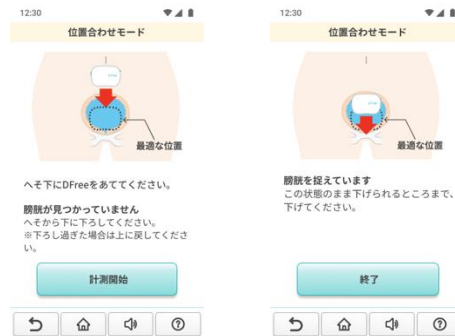 12:30
位置合わせモード
最適な位置
へそ下にDFreeをあててください。
膀胱が見つかっていません
へそから下に下ろしてください。
※下ろし過ぎた場合は上に戻してくださ
い。
計測開始
12:30
位置合わせモード
最適な位置
膀胱を捉えています
この状態のまま下げられるところまで、
下げてください。
終了